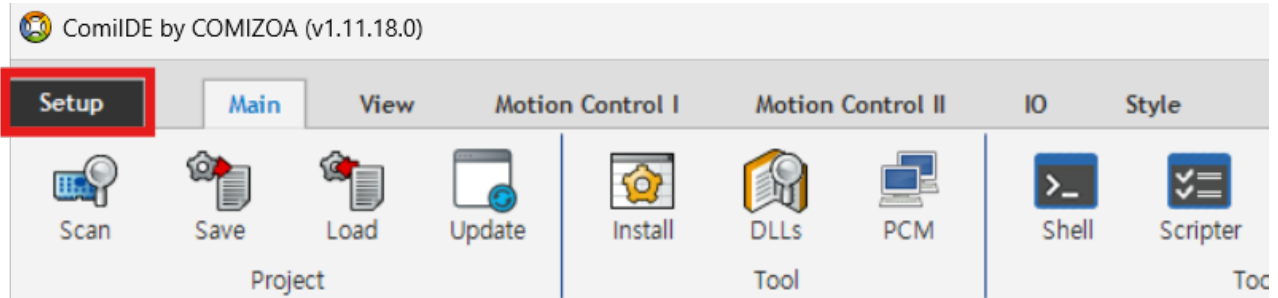 ComiIDE by COMIZOA (v1.11.18.0)
Setup Main View Motion Control I Motion Control II IO Style
Scan Save Load Update Install DLLs PCM Shell Scripter
Project Tool